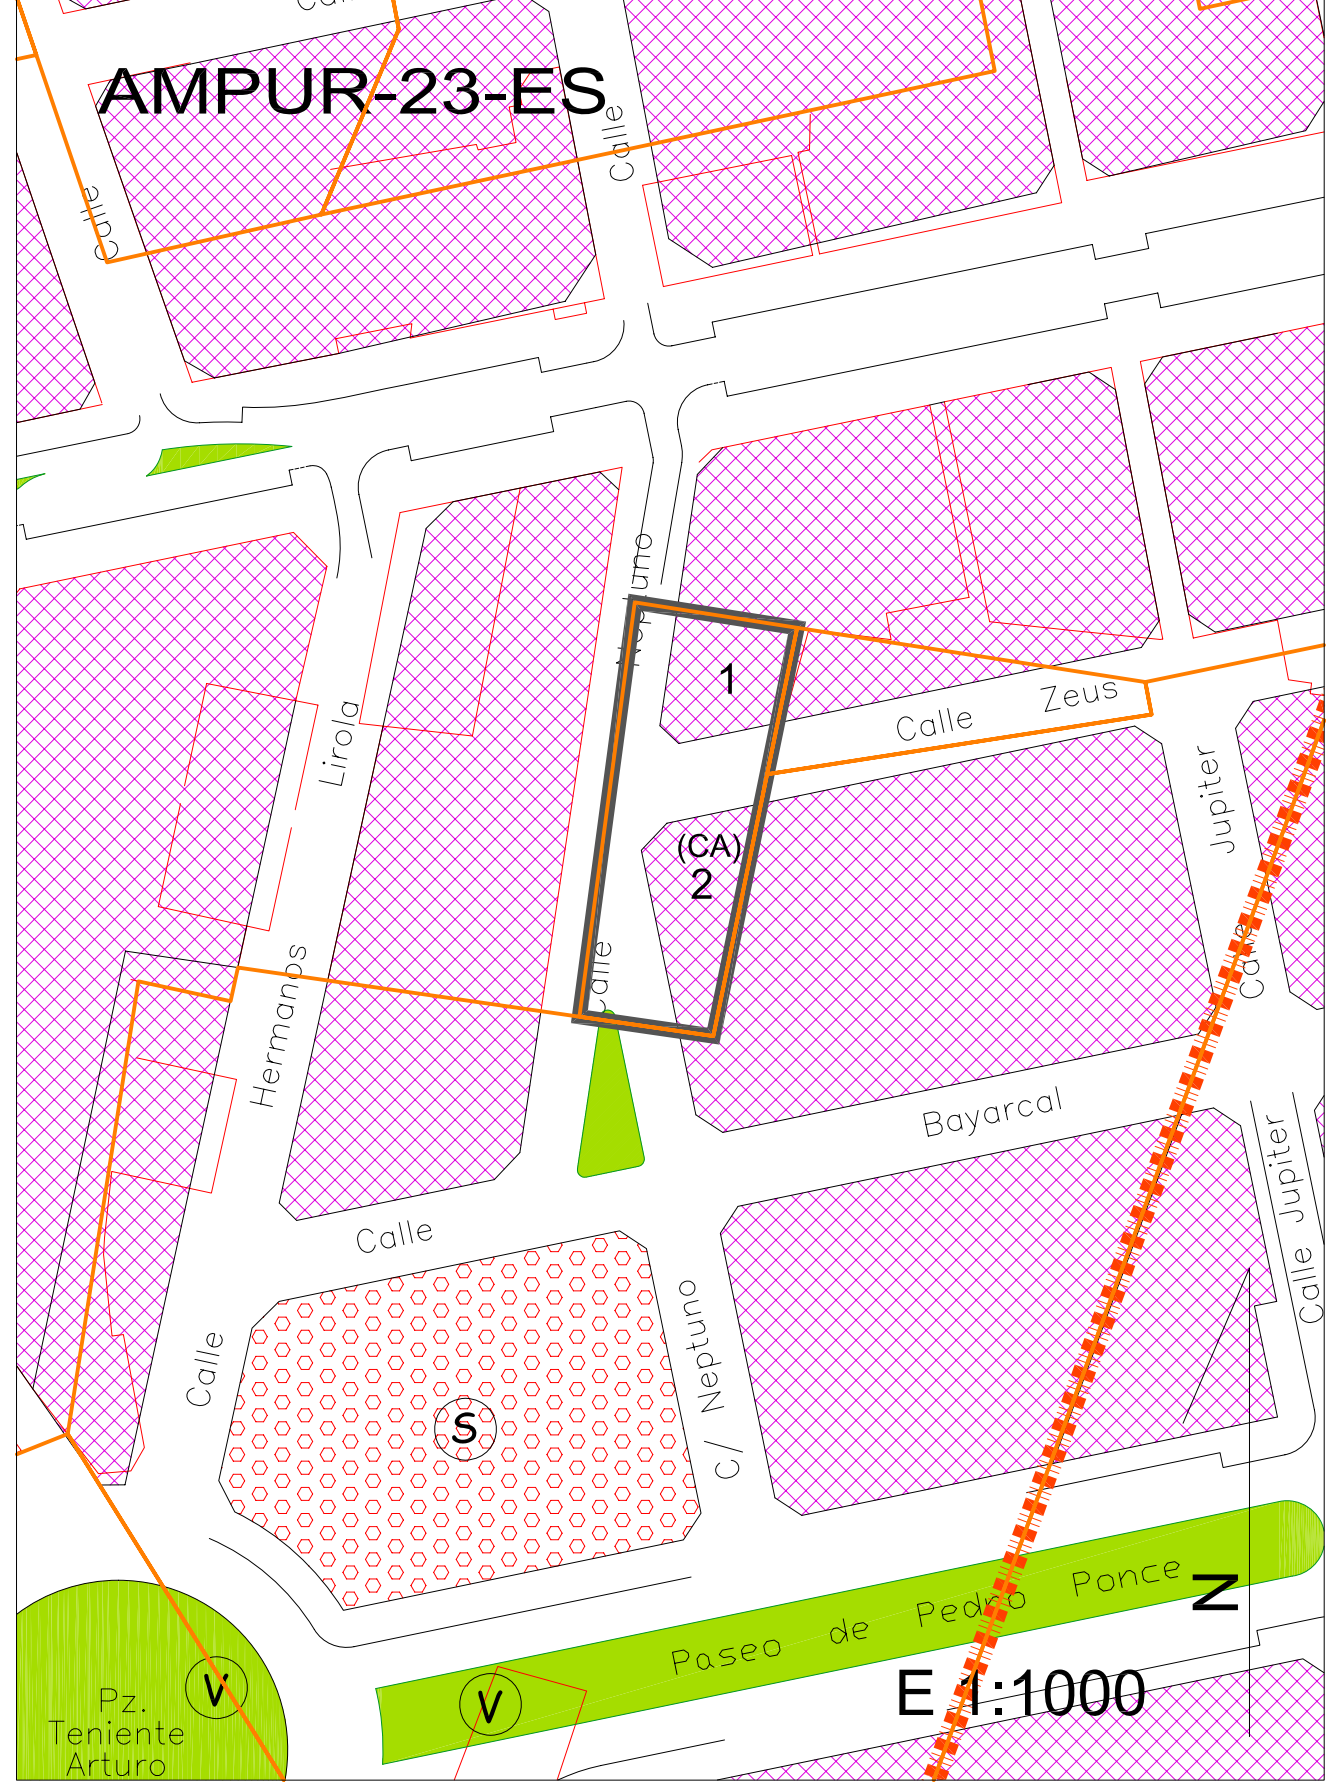 AMPUR-23-ES
Calle
Calle
Neptuno
1
Calle Zeus
Lirola
Jupiter
(CA)
2
Calle
Calle
Hermanos
Bayarcal
Calle
Calle Jupiter
Calle
C/ Neptuno
S
Paseo de Pedro Ponce
N
V
V
E 1:1000
Pz.
Teniente
Arturo